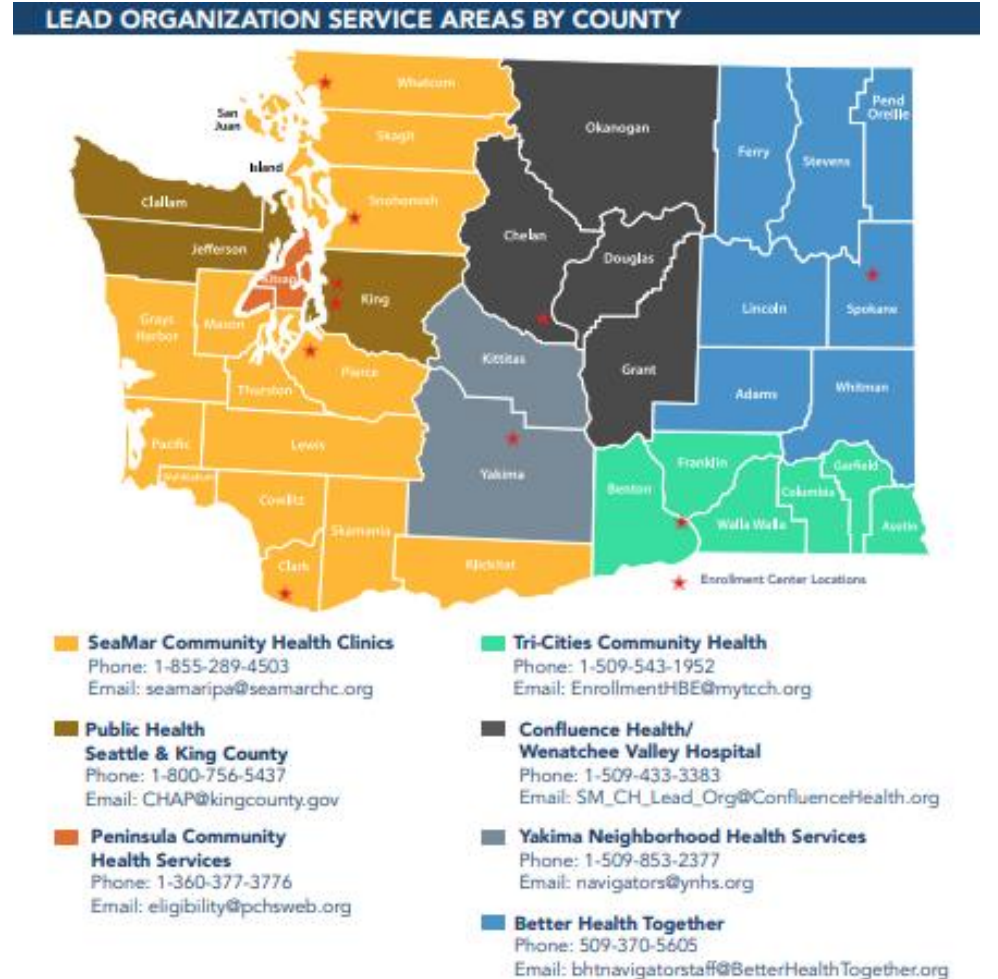 LEAD ORGANIZATION SERVICE AREAS BY COUNTY
Whatcom
San
Juan
Skagit
Okanogan
Pend
Oreille
Ferry
Stevens
Island
Clallam
Snohomish
Chelan
Jefferson
Douglas
Kitsap
King
Lincoln
Spokane
Grays
Harbor
Mason
Kittitas
Grant
Pierce
Adams
Whitman
Thurston
Pacific
Lewis
Yakima
Franklin
Garfield
Benton
Columbia
Wahkiakum
Cowlitz
Skamania
Walla Walla
Asotin
Clark
Klickitat
Enrollment Center Locations
SeaMar Community Health Clinics
Phone: 1-855-289-4503
Email: seamaripa@seamarchc.org
Public Health
Seattle & King County
Phone: 1-800-756-5437
Email: CHAP@kingcounty.gov
Peninsula Community
Health Services
Phone: 1-360-377-3776
Email: eligibility@pchsweb.org
Tri-Cities Community Health
Phone: 1-509-543-1952
Email: EnrollmentHBE@mytcch.org
Confluence Health/
Wenatchee Valley Hospital
Phone: 1-509-433-3383
Email: SM_CH_Lead_Org@ConfluenceHealth.org
Yakima Neighborhood Health Services
Phone: 1-509-853-2377
Email: navigators@ynhs.org
Better Health Together
Phone: 509-370-5605
Email: bhtnavigatorstaff@BetterHealthTogether.org